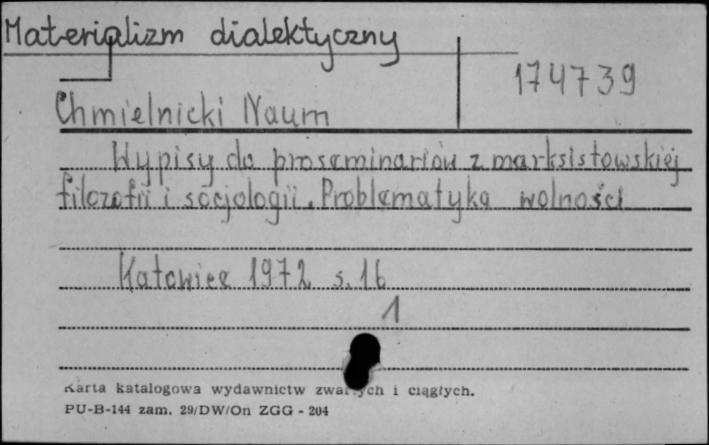 Materializm dialektyczny
174739
Chmielnicki Naum
Wypisy do proseminariów z marksistowskiej
filozofii i socjologii. Problematyka wolności
Katowice 1972 s. 16
1
Karta katalogowa wydawnictw zwartych i ciągłych.
PU-B-144 zam. 29/DW/On ZGG - 204